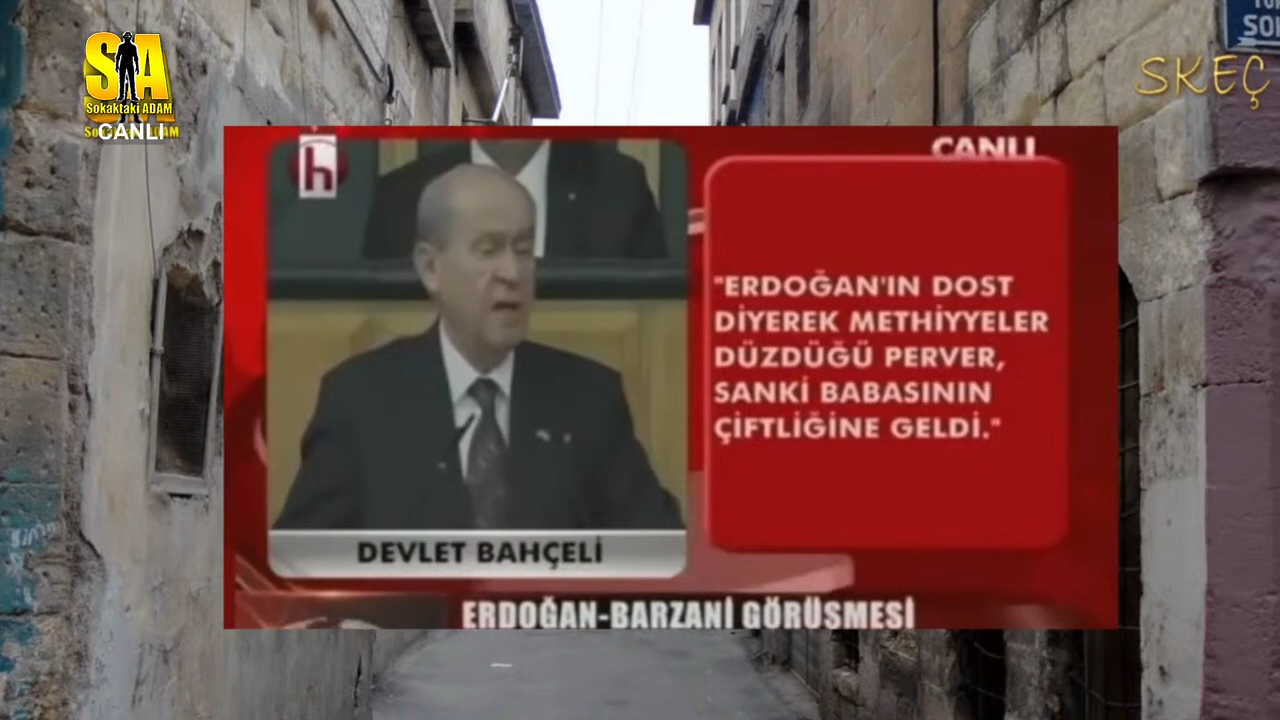 SA
Sokaktaki ADAM
CANLI
SKEÇ
SO
h
CANLI
"ERDOĞAN'IN DOST
DİYEREK METHİYYELER
DÜZDÜĞÜ PERVER,
SANKİ BABASININ
ÇİFTLİĞİNE GELDİ."
DEVLET BAHÇELİ
ERDOĞAN-BARZANİ GÖRÜŞMESİ